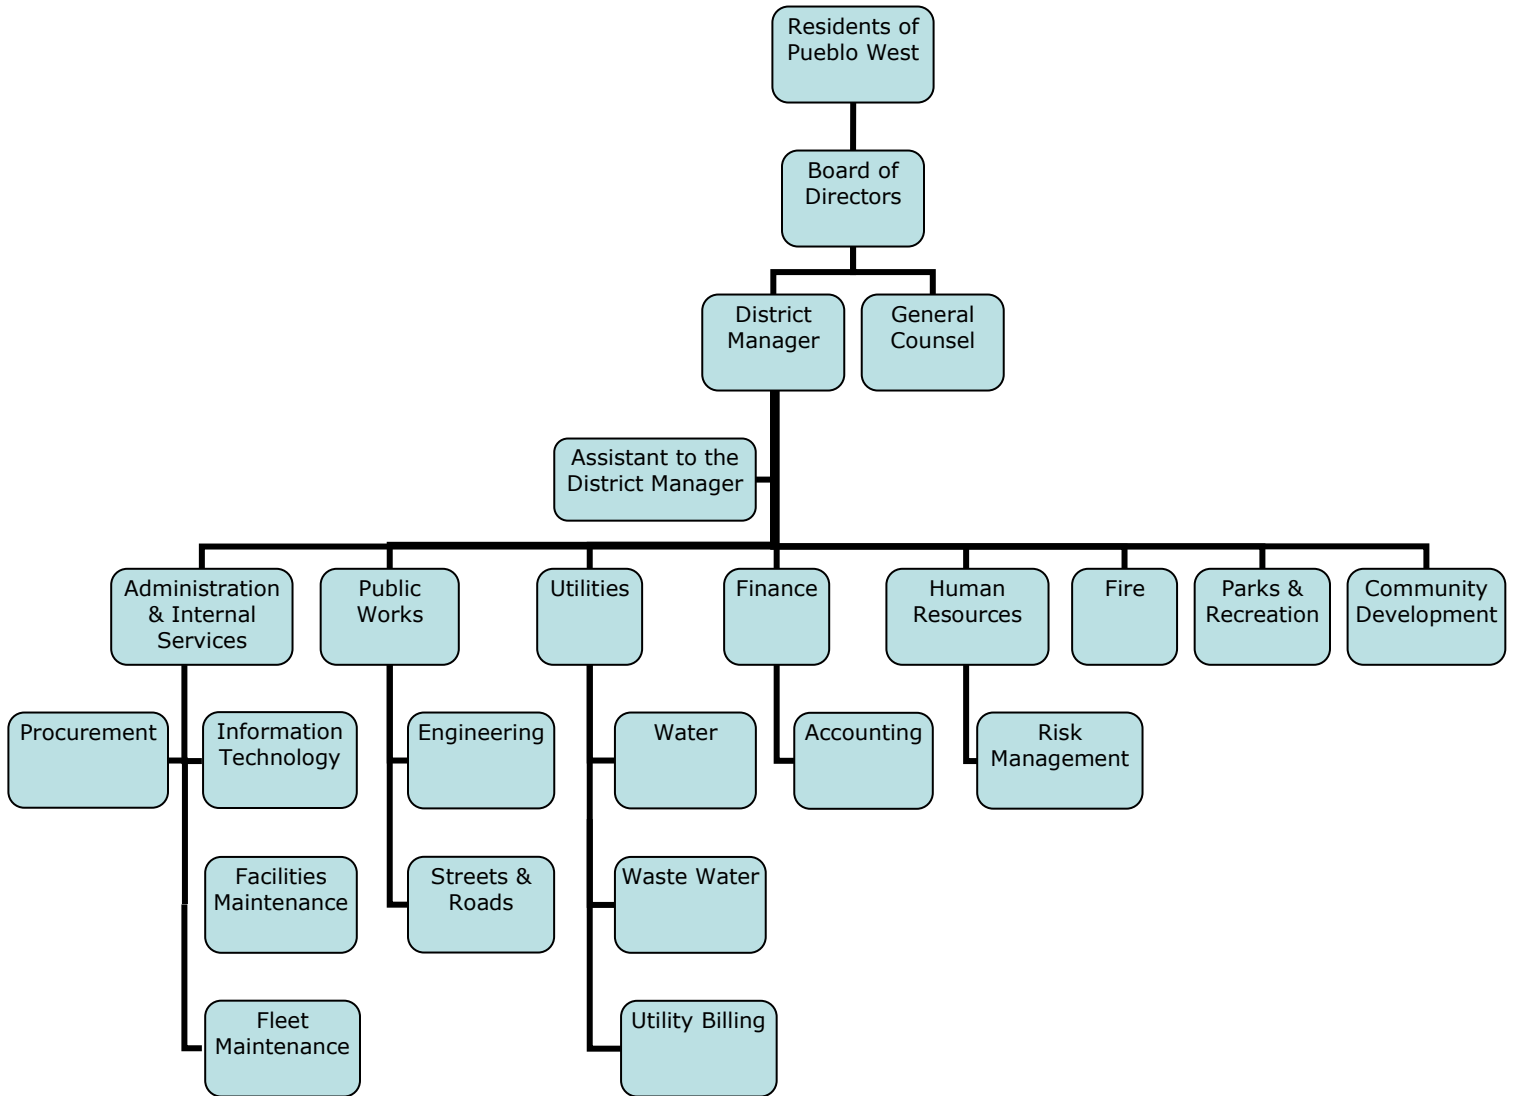 Residents of
Pueblo West
Board of
Directors
District
Manager
General
Counsel
Assistant to the
District Manager
Administration
& Internal
Services
Public
Works
Utilities
Finance
Human
Resources
Fire
Parks &
Recreation
Community
Development
Procurement
Information
Technology
Engineering
Water
Accounting
Risk
Management
Facilities
Maintenance
Streets &
Roads
Waste Water
Fleet
Maintenance
Utility Billing